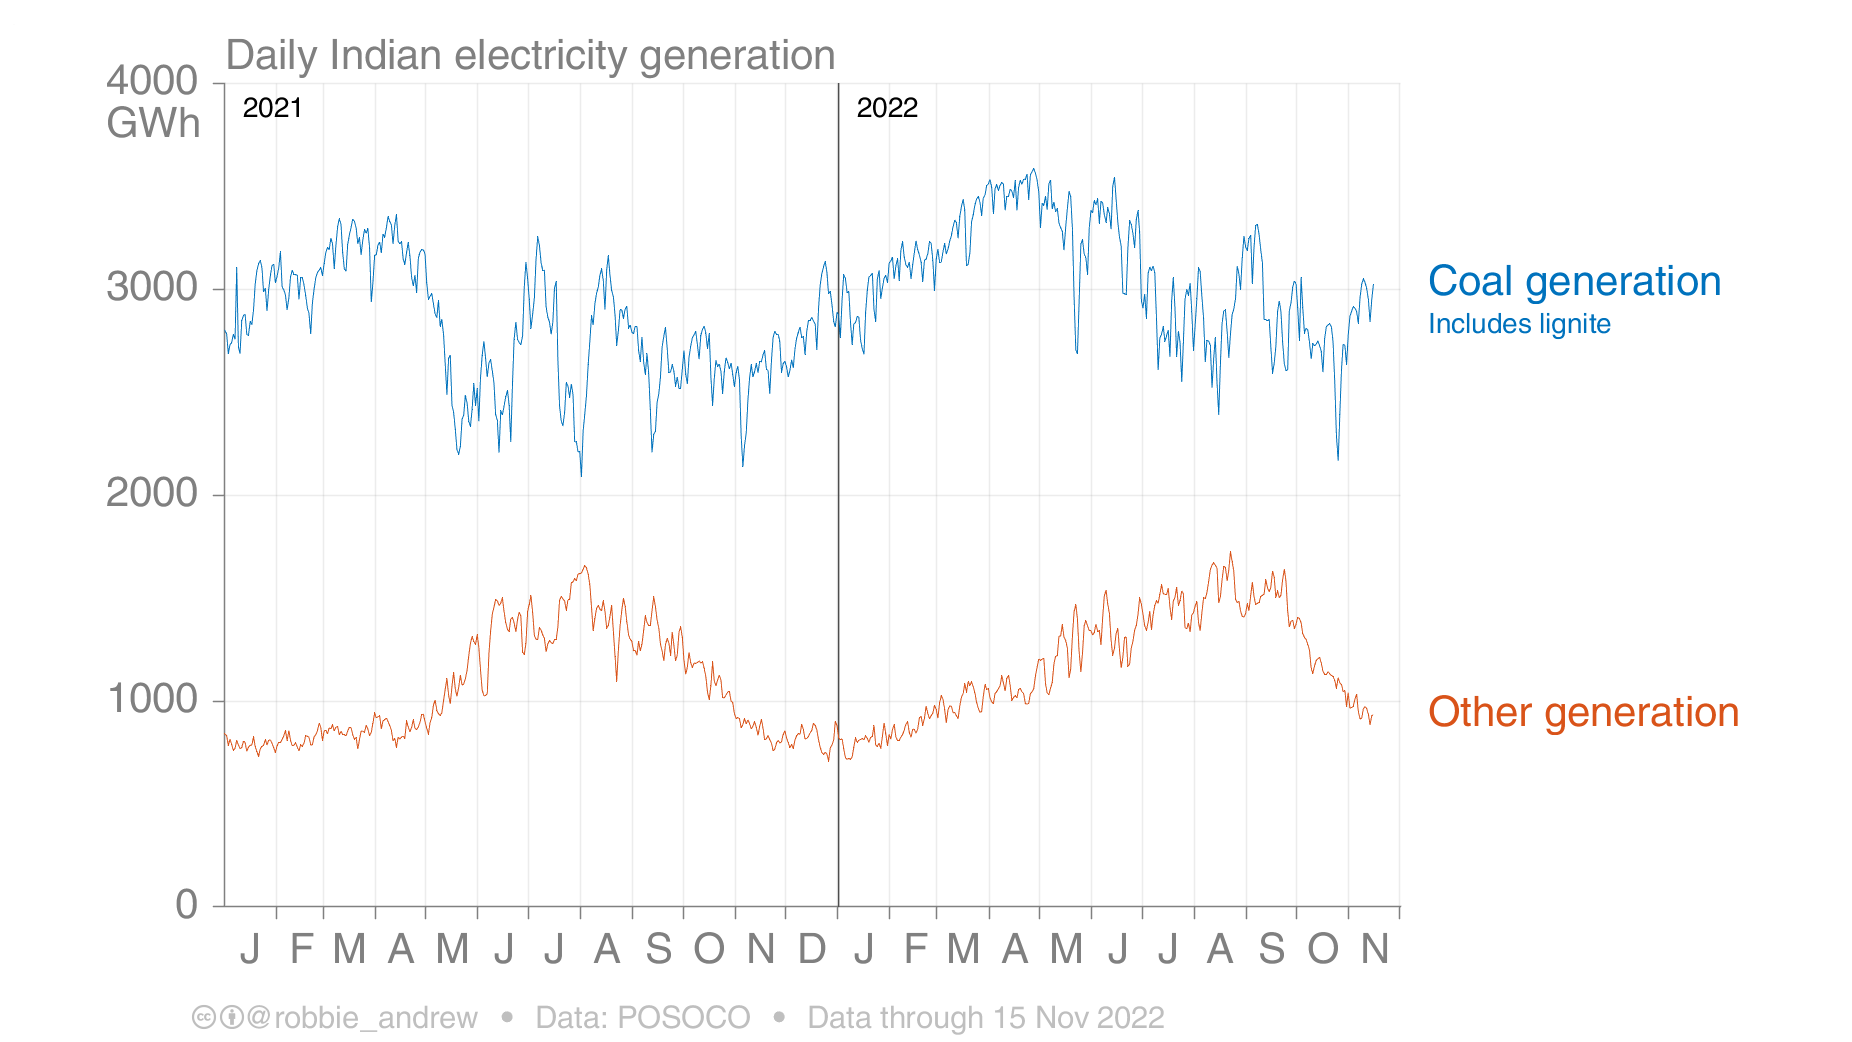 Daily Indian electricity generation
4000
GWh
2021
2022
3000
Coal generation
Includes lignite
2000
1000
Other generation
0
J F M A M J J A S O N D J F M A M J J A S O N
@robbie_andrew • Data: POSOCO • Data through 15 Nov 2022